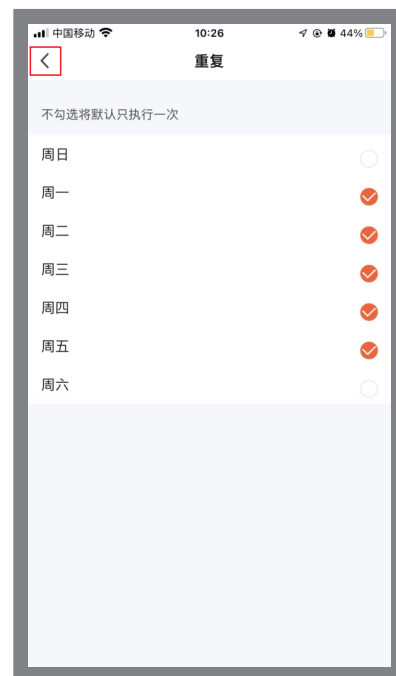 中国移动 10:26 44%
重复
不勾选将默认只执行一次
周日
周一
周二
周三
周四
周五
周六